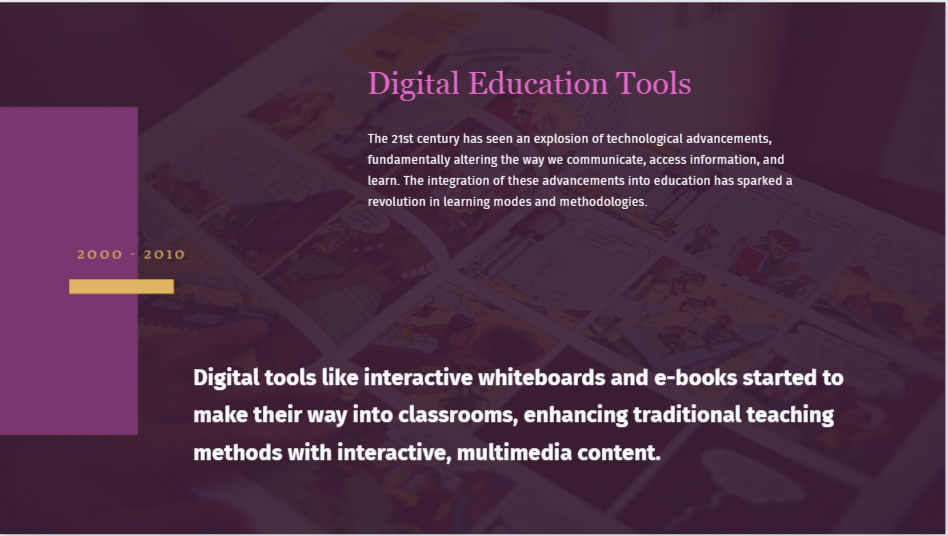 Digital Education Tools
The 21st century has seen an explosion of technological advancements,
fundamentally altering the way we communicate, access information, and
learn. The integration of these advancements into education has sparked a
revolution in learning modes and methodologies.
2000 - 2010
Digital tools like interactive whiteboards and e-books started to
make their way into classrooms, enhancing traditional teaching
methods with interactive, multimedia content.